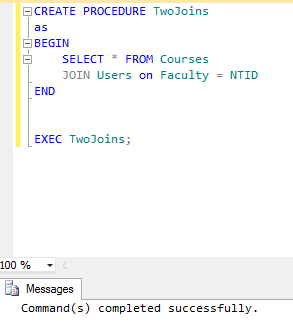 CREATE PROCEDURE TwoJoins
as
BEGIN
SELECT * FROM Courses
JOIN Users on Faculty = NTID
END
EXEC TwoJoins;
100 %
Messages
Command(s) completed successfully.